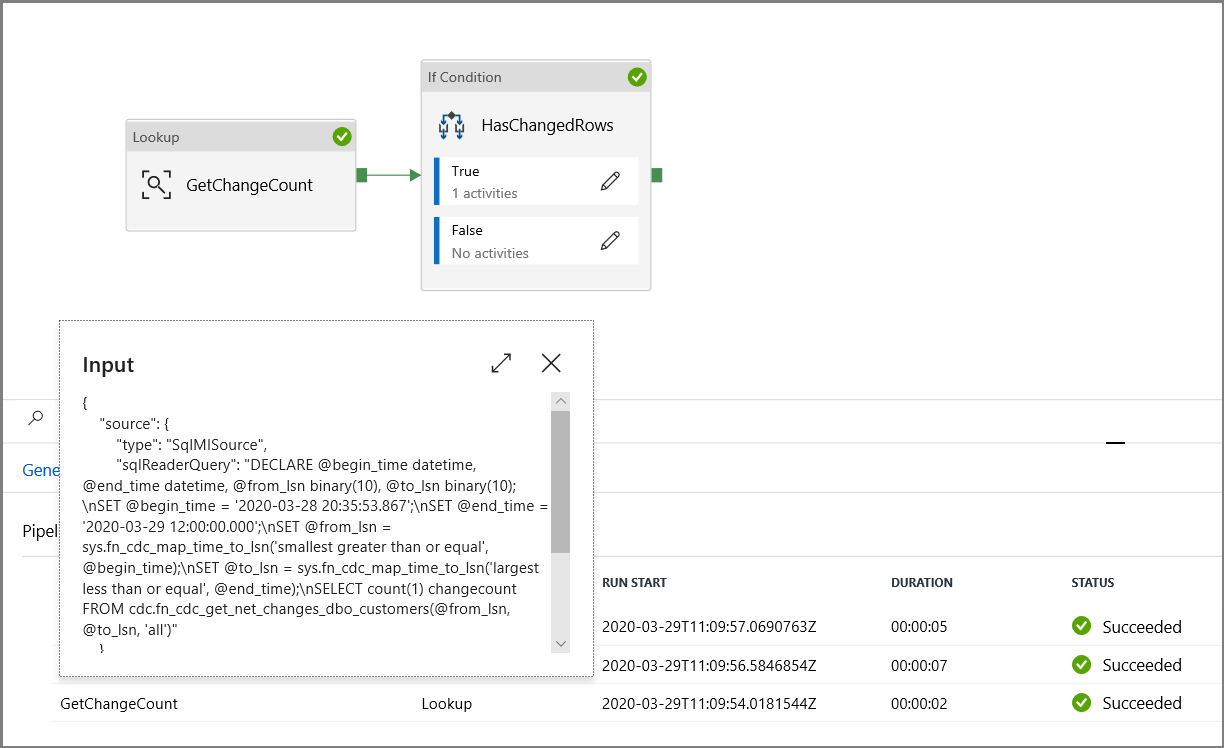 If Condition
HasChangedRows
True
1 activities
False
No activities
Lookup
GetChangeCount
Input
{
"source": {
"type": "SqlMISource",
"sqlReaderQuery": "DECLARE @begin_time datetime,
@end_time datetime, @from_lsn binary(10), @to_lsn binary(10);
\nSET @begin_time = '2020-03-28 20:35:53.867';\nSET @end_time =
'2020-03-29 12:00:00.000';\nSET @from_lsn =
sys.fn_cdc_map_time_to_lsn('smallest greater than or equal',
@begin_time);\nSET @to_lsn = sys.fn_cdc_map_time_to_lsn('largest
less than or equal', @end_time);\nSELECT count(1) changecount
FROM cdc.fn_cdc_get_net_changes_dbo_customers(@from_lsn,
@to_lsn, 'all')"
}
Gene
Pipel
RUN START DURATION STATUS
2020-03-29T11:09:57.0690763Z 00:00:05 Succeeded
2020-03-29T11:09:56.5846854Z 00:00:07 Succeeded
GetChangeCount Lookup 2020-03-29T11:09:54.0181544Z 00:00:02 Succeeded